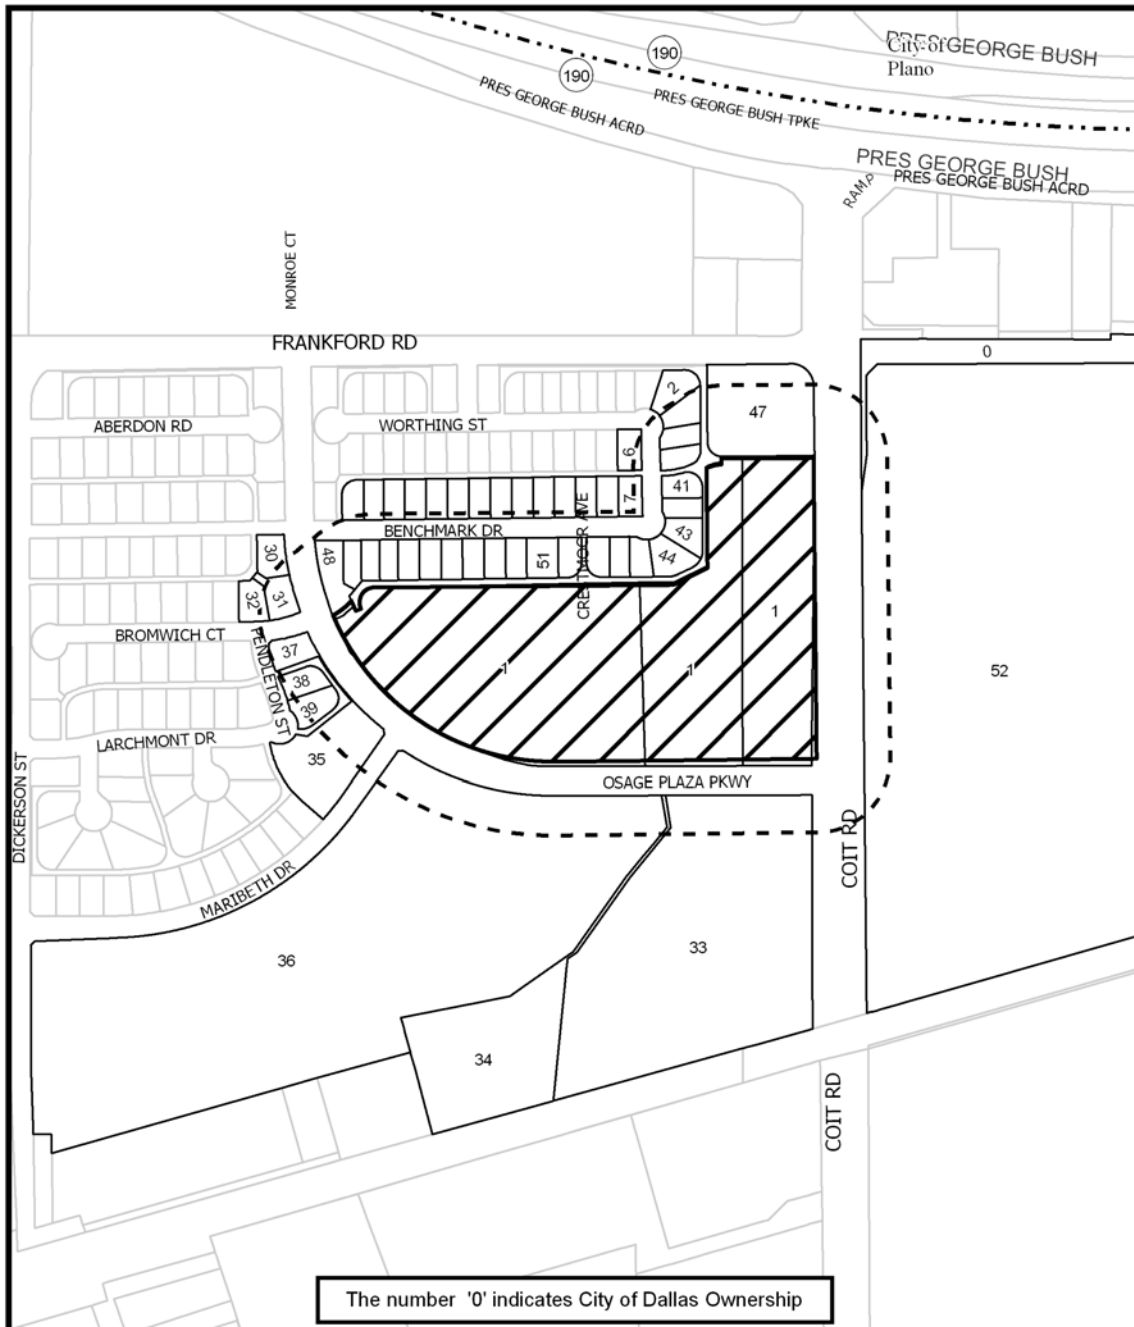 PRES GEORGE BUSH
City of
Plano
190
190
PRES GEORGE BUSH ACRD
PRES GEORGE BUSH TPKE
PRES GEORGE BUSH
PRES GEORGE BUSH ACRD
RAMP
MONROE CT
FRANKFORD RD
0
2
47
ABERDON RD
WORTHING ST
6
7
41
CRESTMOER AVE
BENCHMARK DR
43
44
51
48
30
31
32
1
BROMWICH CT
PENDLETON ST
37
38
39
1
1
52
LARCHMONT DR
35
OSAGE PLAZA PKWY
DICKERSON ST
COIT RD
MARIBETH DR
36
33
34
COIT RD
The number '0' indicates City of Dallas Ownership